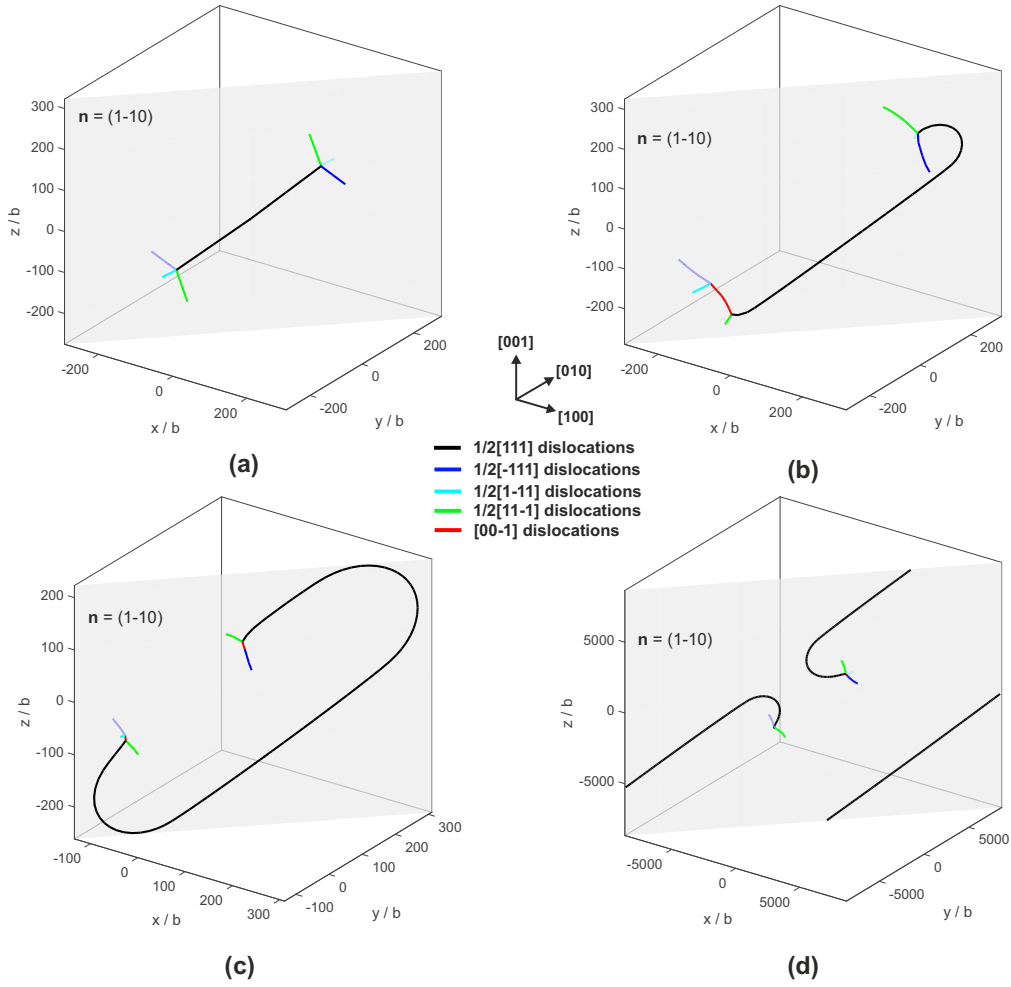 300
200
100
0
-100
-200
z / b
n = (1-10)
-200
0
200
x / b
-200
0
200
y / b
(a)
300
200
100
0
-100
-200
z / b
n = (1-10)
-200
0
200
x / b
-200
0
200
y / b
(b)
[001]
[010]
[100]
1/2[111] dislocations
1/2[-111] dislocations
1/2[1-11] dislocations
1/2[11-1] dislocations
[00-1] dislocations
200
100
0
-100
-200
z / b
n = (1-10)
-100
0
100
200
300
x / b
-100
0
100
200
300
y / b
(c)
5000
0
-5000
z / b
n = (1-10)
-5000
0
5000
x / b
-5000
0
5000
y / b
(d)